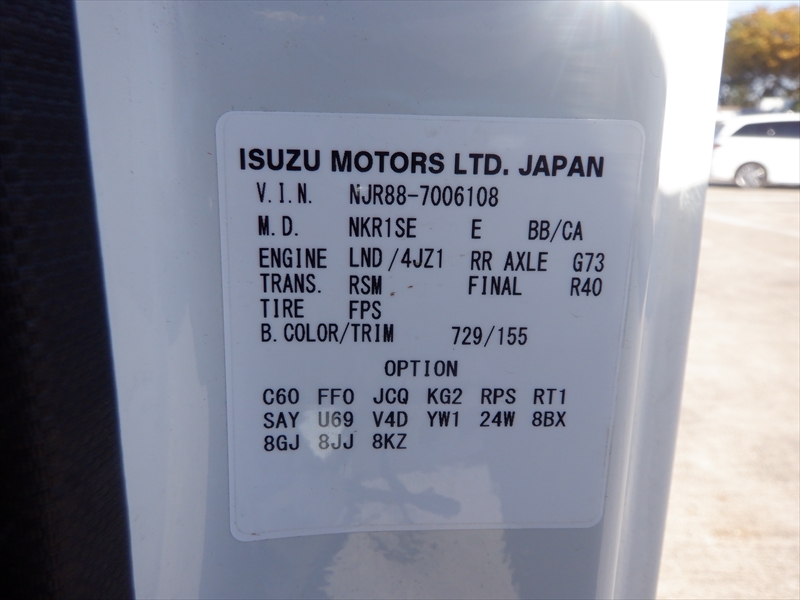 ISUZU MOTORS LTD. JAPAN
V.I.N. NJR88-7006108
M.D. NKR1SE E BB/CA
ENGINE LND/4JZ1 RR AXLE G73
TRANS. RSM FINAL R40
TIRE FPS
B.COLOR/TRIM 729/155
OPTION
C60 FF0 JCQ KG2 RPS RT1
SAY U69 V4D YW1 24W 8BX
8GJ 8JJ 8KZ